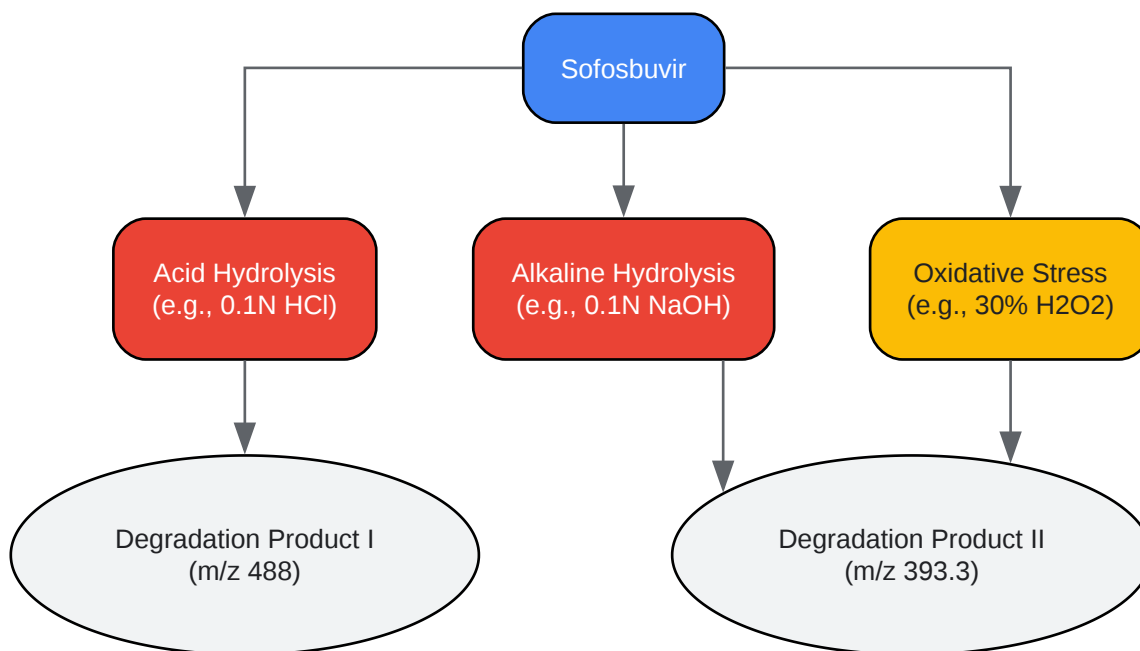 Sofosbuvir
Acid Hydrolysis
(e.g., 0.1N HCl)
Alkaline Hydrolysis
(e.g., 0.1N NaOH)
Oxidative Stress
(e.g., 30% H2O2)
Degradation Product I
(m/z 488)
Degradation Product II
(m/z 393.3)